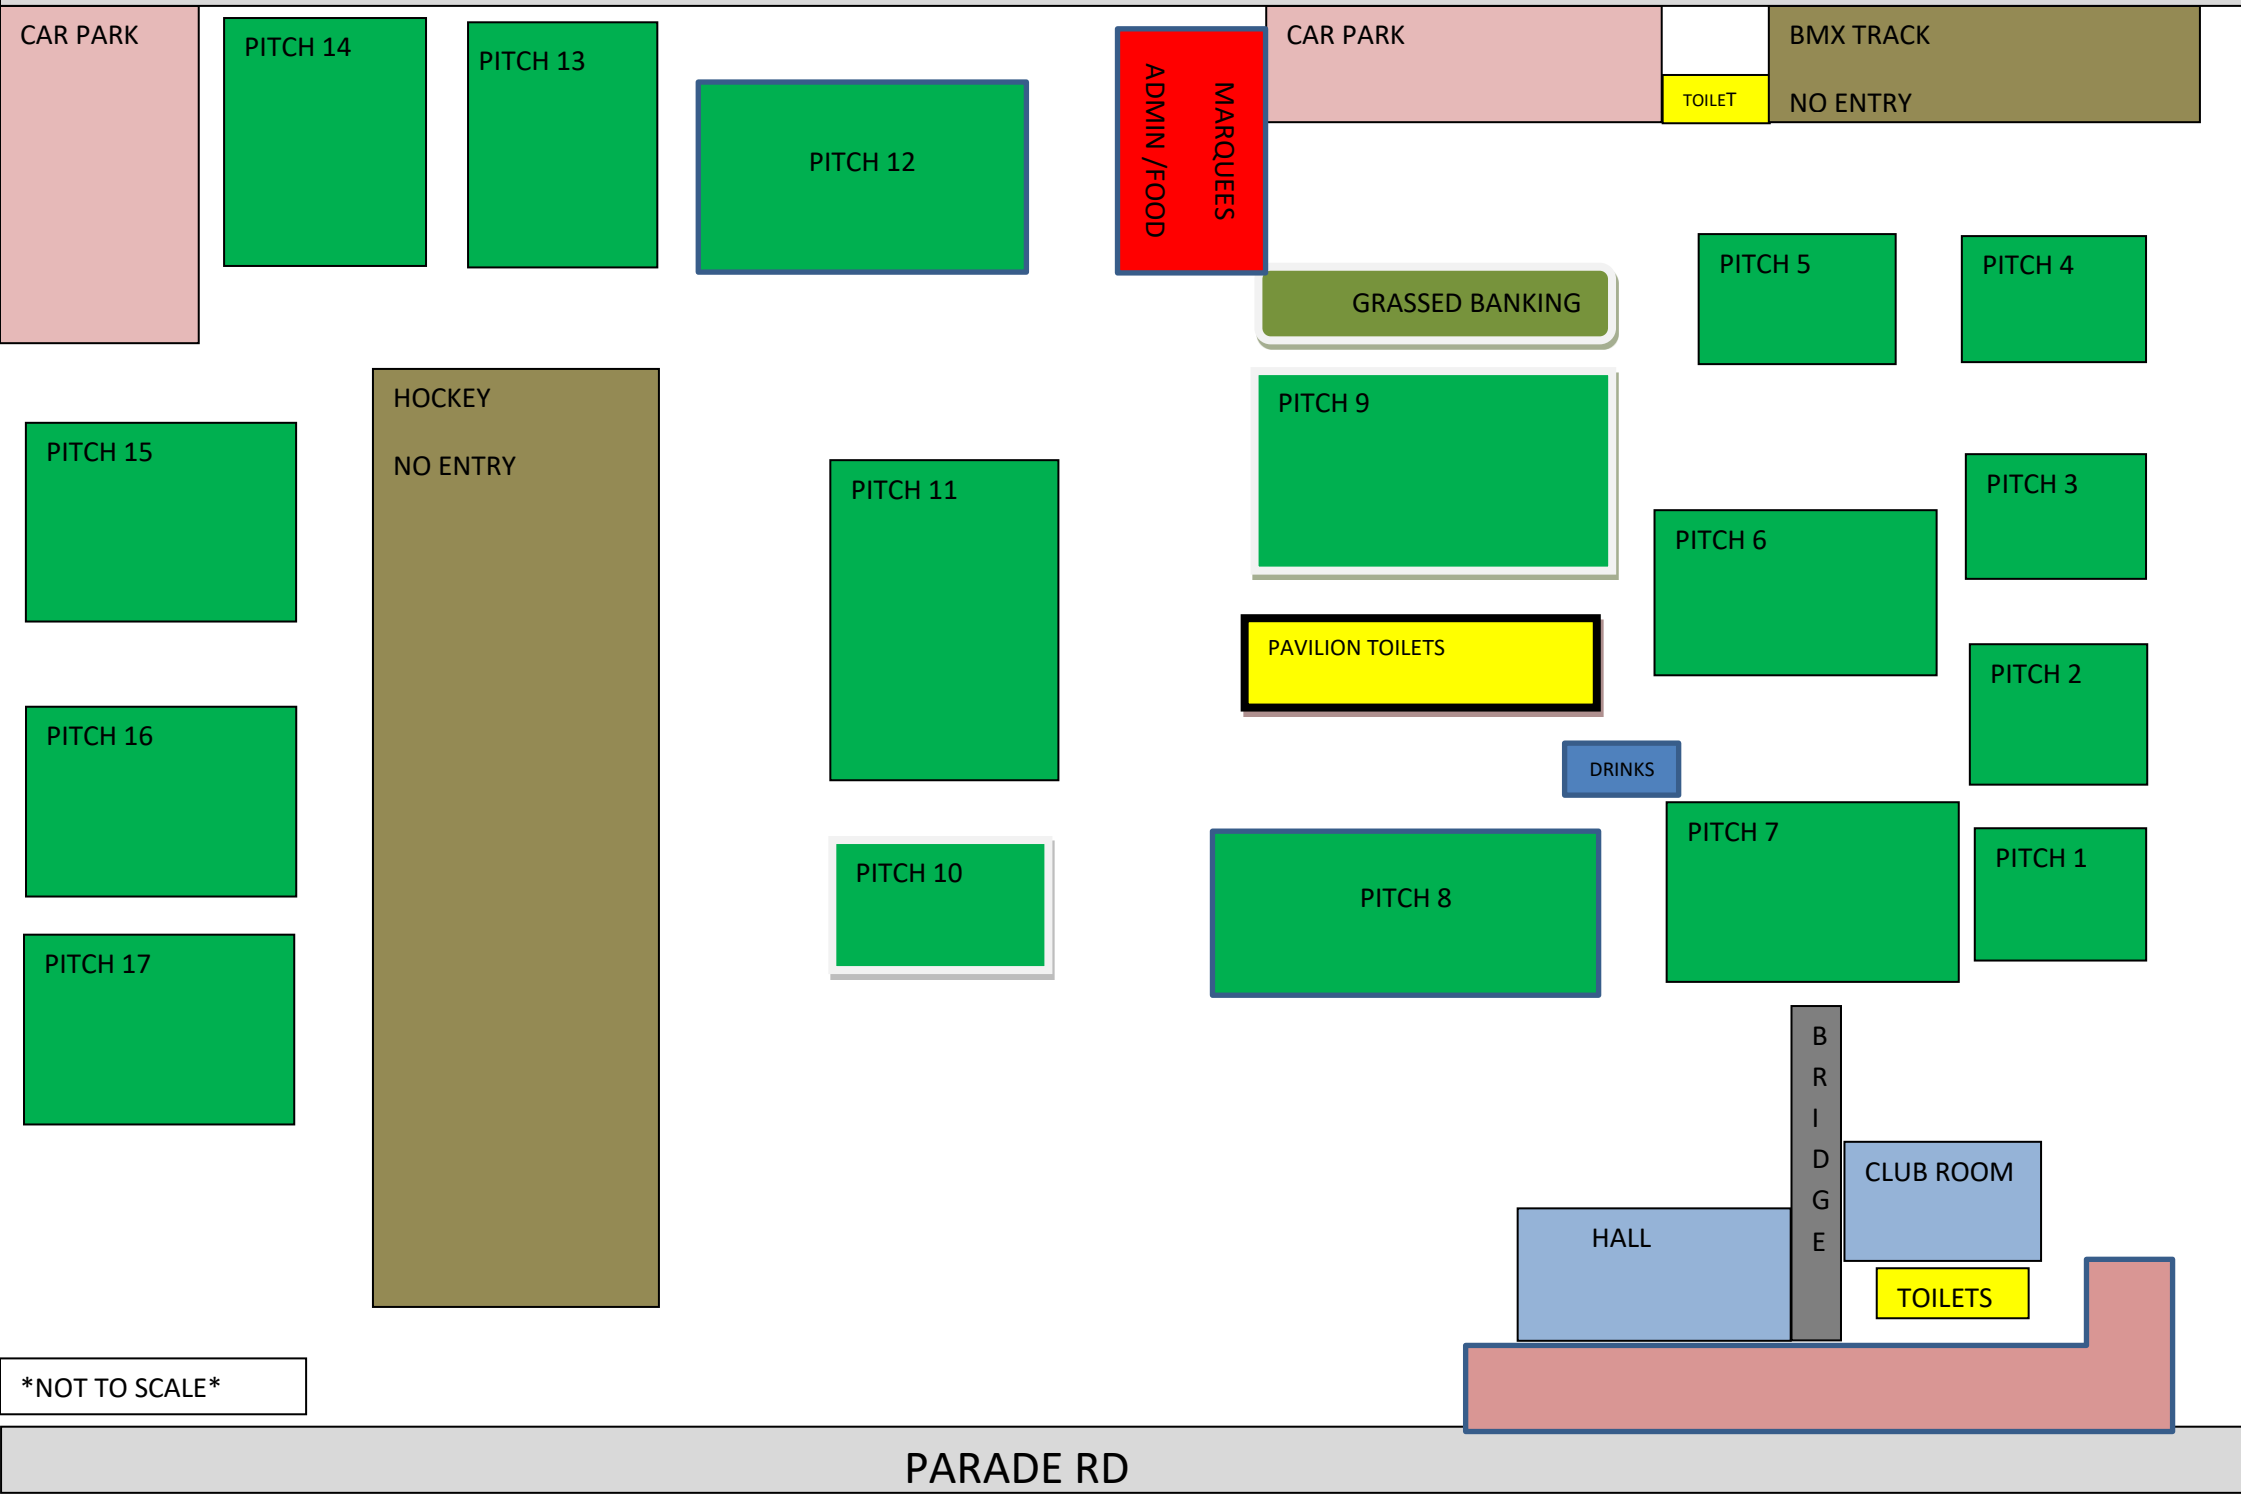 CAR PARK
PITCH 14
PITCH 13
PITCH 12
MARQUEES
ADMIN /FOOD
CAR PARK
TOILET
BMX TRACK
NO ENTRY
GRASSED BANKING
PITCH 5
PITCH 4
HOCKEY
NO ENTRY
PITCH 15
PITCH 11
PITCH 9
PITCH 3
PITCH 6
PAVILION TOILETS
PITCH 2
PITCH 16
DRINKS
PITCH 7
PITCH 1
PITCH 10
PITCH 8
PITCH 17
B
R
I
D
G
E
CLUB ROOM
HALL
TOILETS
*NOT TO SCALE*
PARADE RD